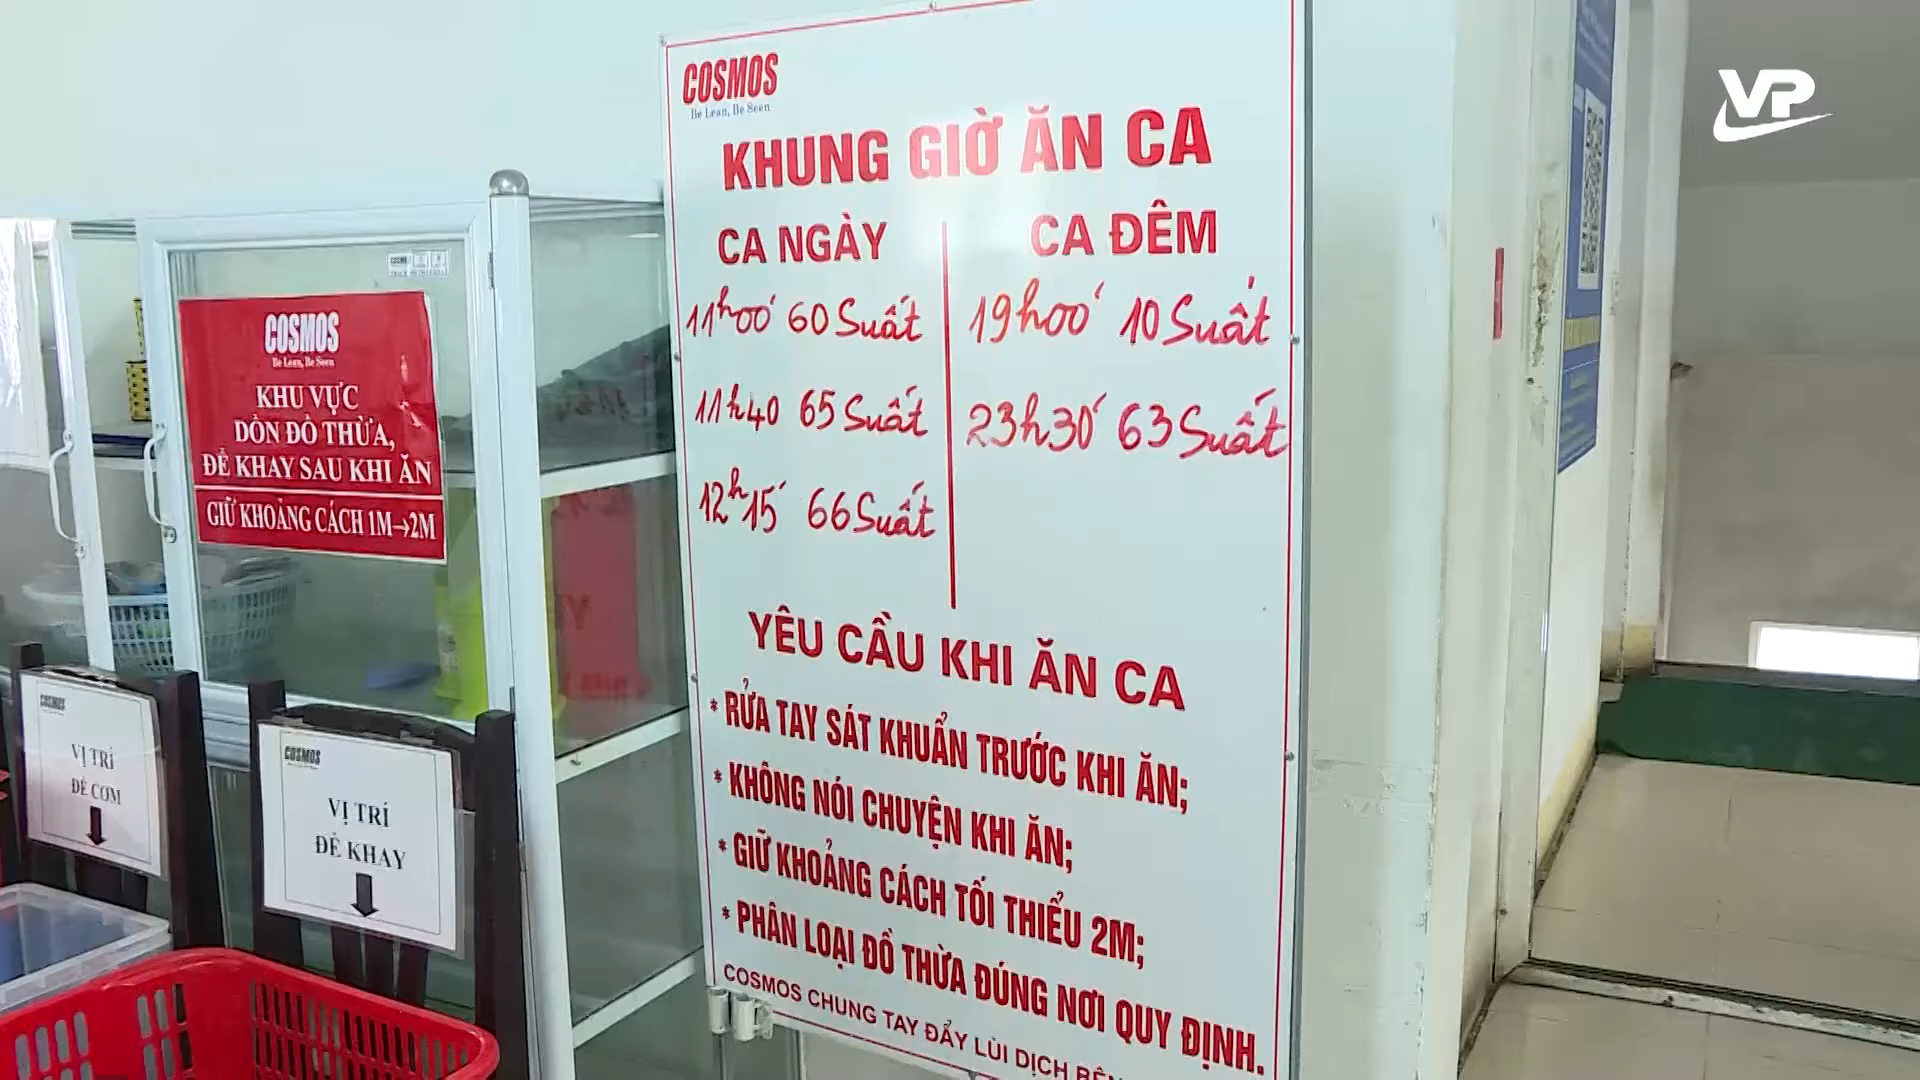 COSMOS
Be Lean, Be Seen
KHUNG GIỜ ĂN CA
CA NGÀY
11h00' 60 Suất
11h40 65 Suất
12h15' 66 Suất
CA ĐÊM
19h00' 10 Suất
23h30' 63 Suất
YÊU CẦU KHI ĂN CA
* RỬA TAY SÁT KHUẨN TRƯỚC KHI ĂN;
* KHÔNG NÓI CHUYỆN KHI ĂN;
* GIỮ KHOẢNG CÁCH TỐI THIỂU 2M;
* PHÂN LOẠI ĐỒ THỪA ĐÚNG NƠI QUY ĐỊNH.
COSMOS CHUNG TAY ĐẨY LÙI DỊCH
COSMOS
Be Lean, Be Seen
KHU VỰC
DỒN ĐỒ THỪA,
ĐỂ KHAY SAU KHI ĂN
GIỮ KHOẢNG CÁCH 1M→2M
COSMOS
VỊ TRÍ
ĐỂ CƠM
COSMOS
VỊ TRÍ
ĐỂ KHAY
VP